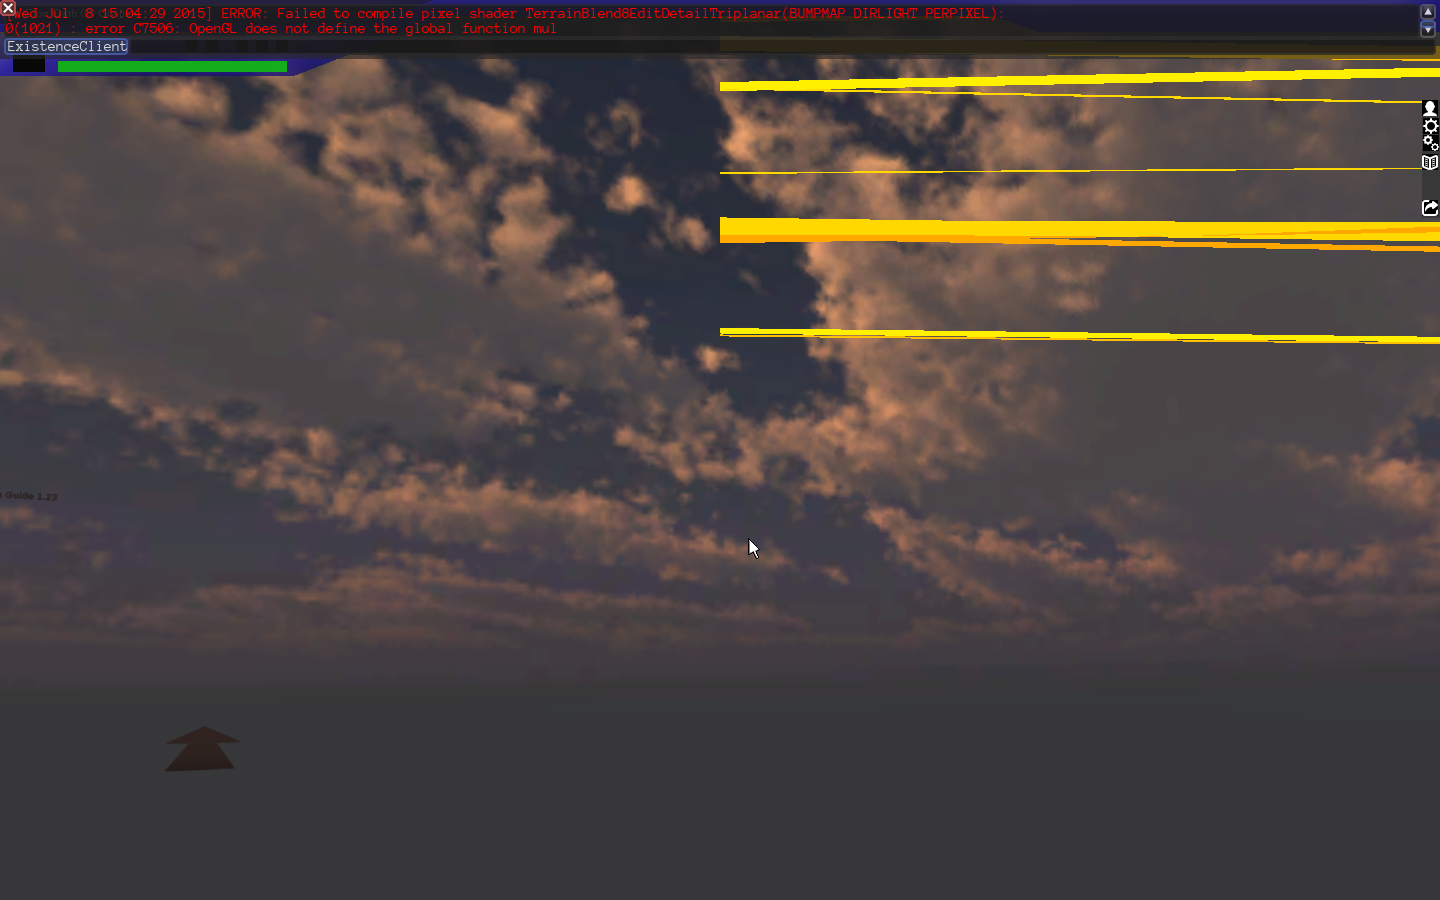 [Wed Jul  8 15:04:29 2015] ERROR: Failed to compile pixel shader TerrainBlend8EditDetailTriplanar(BUMPMAP DIRLIGHT PERPIXEL):
0(1021) : error C7506: OpenGL does not define the global function mul
ExistenceClient
Guide 1.23